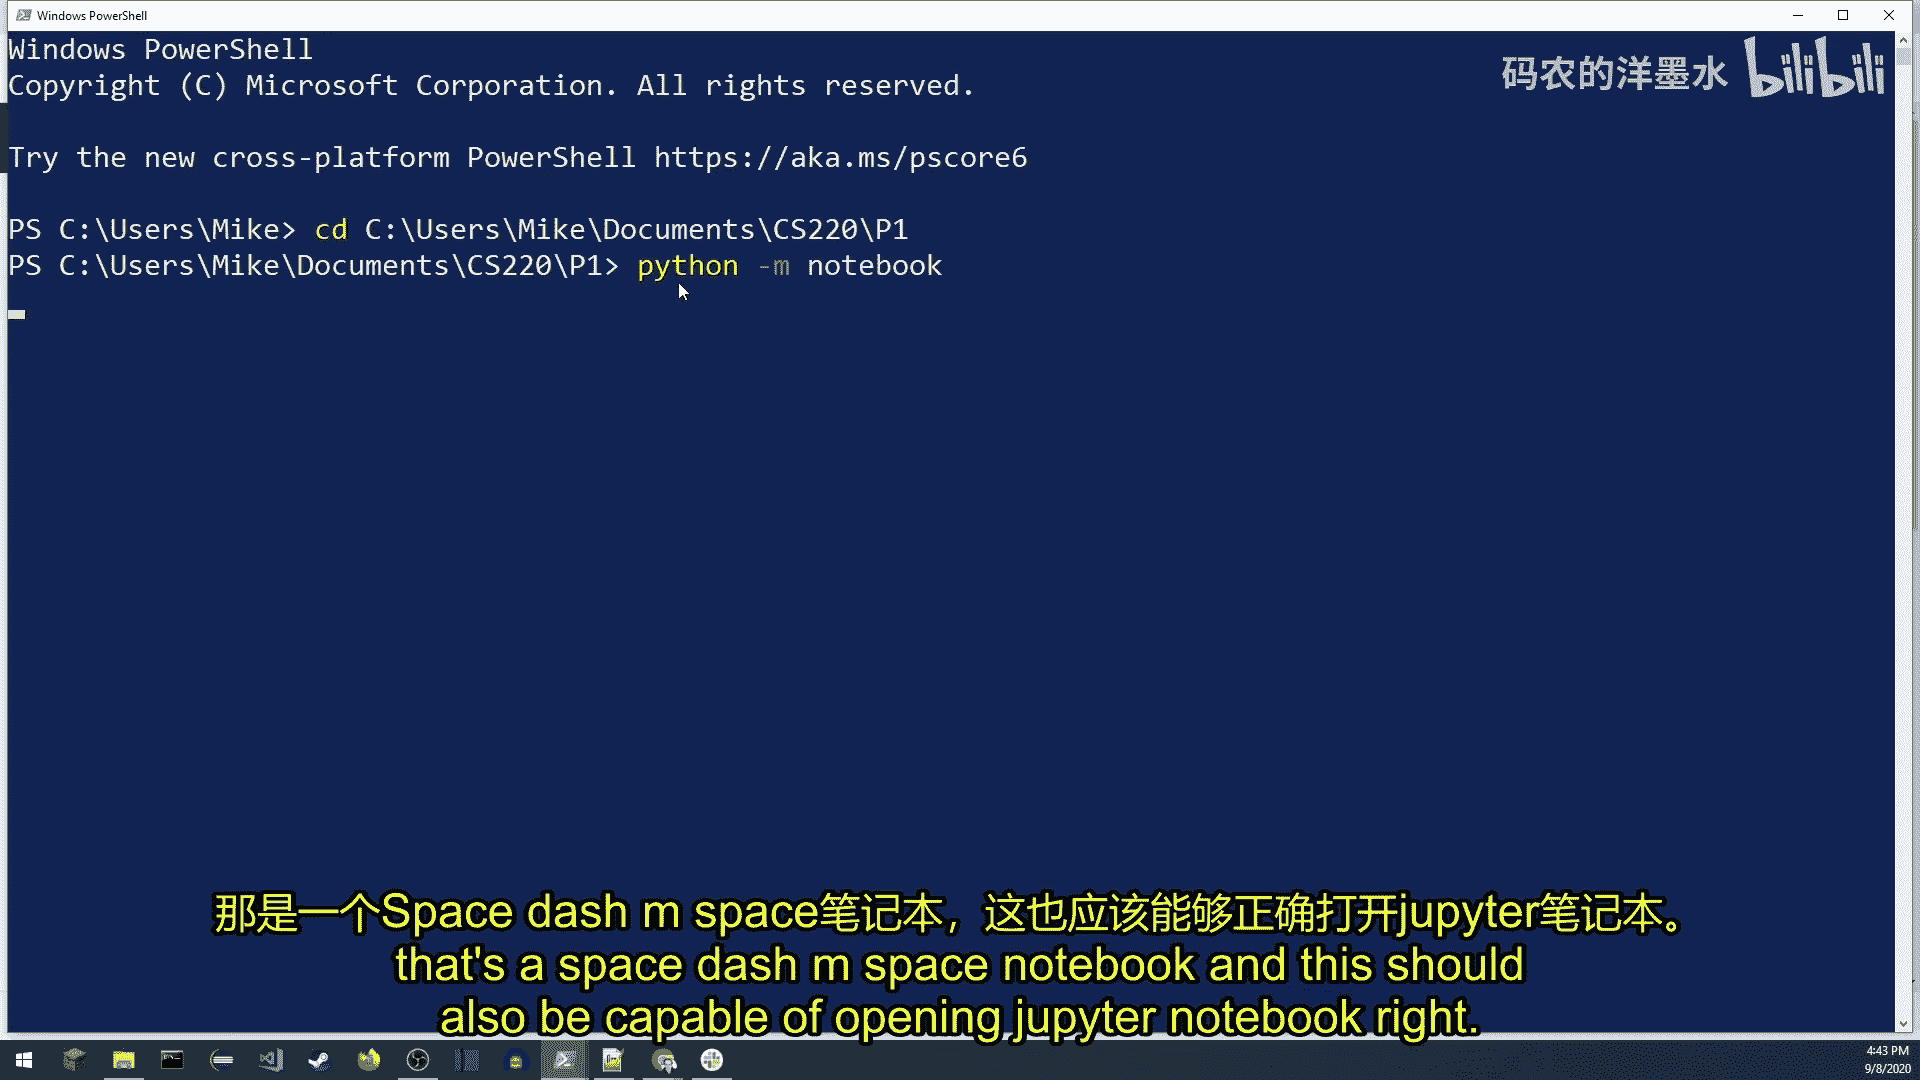 Windows PowerShell
Windows PowerShell
Copyright (C) Microsoft Corporation. All rights reserved.
码农的洋墨水 bilibili
Try the new cross-platform PowerShell https://aka.ms/pscore6
PS C:\Users\Mike> cd C:\Users\Mike\Documents\CS220\P1
PS C:\Users\Mike\Documents\CS220\P1> python -m notebook
那是一个Space dash m space笔记本，这也应该能够正确打开jupyter笔记本。
that's a space dash m space notebook and this should
also be capable of opening jupyter notebook right.
4:43 PM
9/8/2020